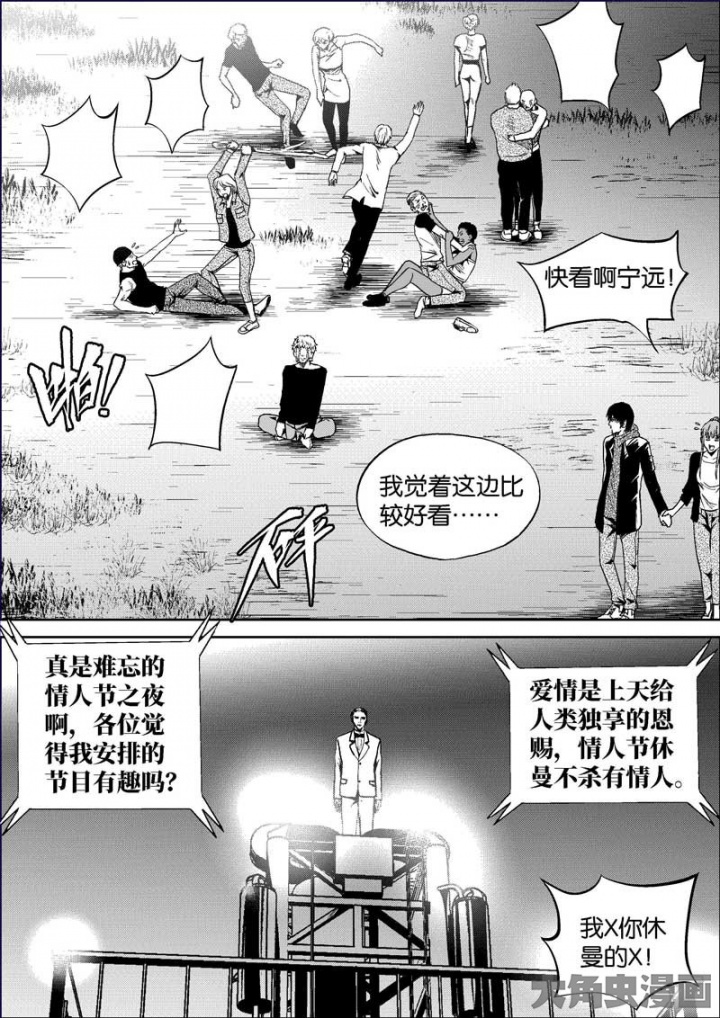 快看啊宁远！
啪！
我觉着这边比
较好看……
砰
真是难忘的
情人节之夜
啊，各位觉
得我安排的
节目有趣吗？
爱情是上天给
人类独享的恩
赐，情人节休
曼不杀有情人。
我X你休
曼的X！
大角虫漫画